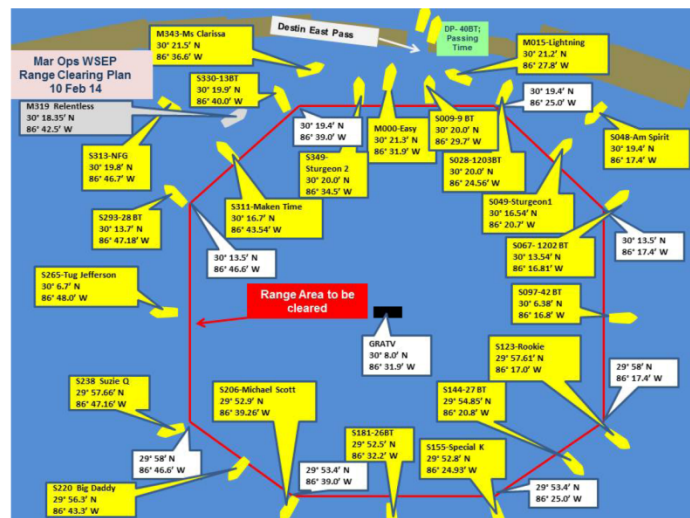 Destin East Pass
DP- 40BT;
Passing
Time
Mar Ops WSEP
Range Clearing Plan
10 Feb 14
M343-Ms Clarissa
30° 21.5' N
86° 36.6' W
M015-Lightning
30° 21.2' N
86° 27.8' W
S330-13BT
30° 19.9' N
86° 40.0' W
M319 Relentless
30° 18.35' N
86° 42.5' W
30° 19.4' N
86° 39.0' W
M000-Easy
30° 21.3' N
86° 31.9' W
S009-9 BT
30° 20.0' N
86° 29.7' W
30° 19.4' N
86° 25.0' W
S313-NFG
30° 19.8' N
86° 46.7' W
S349-
Sturgeon 2
30° 20.0' N
86° 34.5' W
S028-1203BT
30° 20.0' N
86° 24.56' W
S048-Am Spirit
30° 19.4' N
86° 17.4' W
S293-28 BT
30° 13.7' N
86° 47.18' W
S311-Maken Time
30° 16.7' N
86° 43.54' W
S049-Sturgeon1
30° 16.54' N
86° 20.7' W
30° 13.5' N
86° 46.6' W
S067- 1202 BT
30° 13.54' N
86° 16.81' W
30° 13.5' N
86° 17.4' W
S265-Tug Jefferson
30° 6.7' N
86° 48.0' W
Range Area to be
cleared
S097-42 BT
30° 6.38' N
86° 16.8' W
GRATV
30° 8.0' N
86° 31.9' W
S123-Rookie
29° 57.61' N
86° 17.0' W
29° 58' N
86° 17.4' W
S238 Suzie Q
29° 57.66' N
86° 47.16' W
S206-Michael Scott
29° 52.9' N
86° 39.26' W
S144-27 BT
29° 54.85' N
86° 20.8' W
S181-26BT
29° 52.5' N
86° 32.2' W
S155-Special K
29° 52.8' N
86° 24.93' W
29° 58' N
86° 46.6' W
29° 53.4' N
86° 39.0' W
29° 53.4' N
86° 25.0' W
S220 Big Daddy
29° 56.3' N
86° 43.3' W